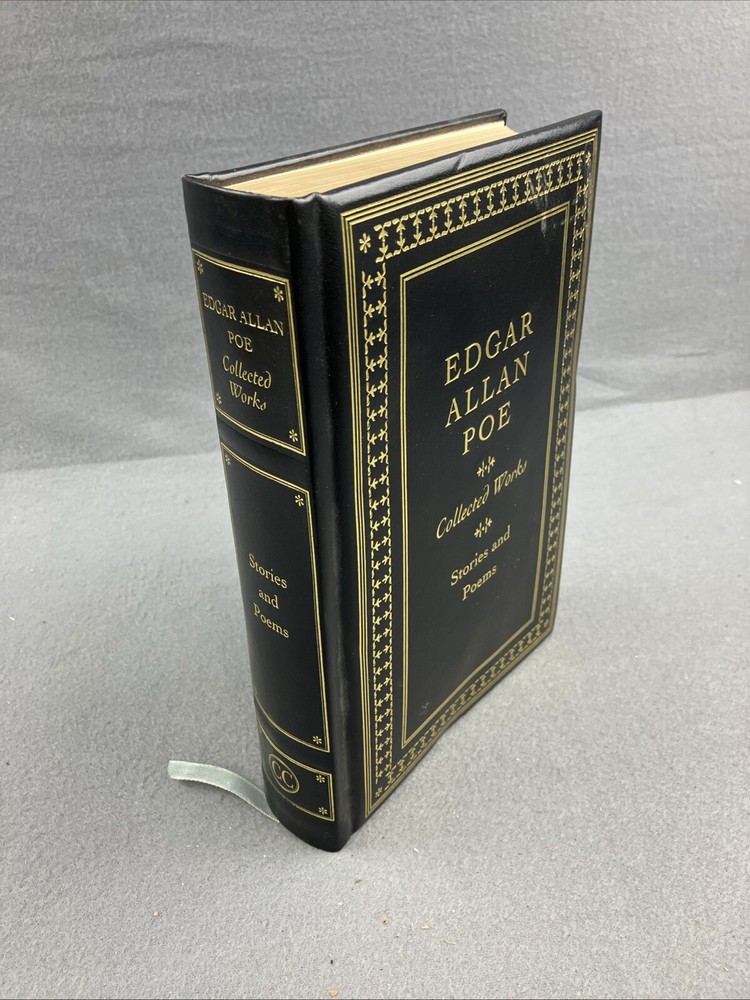 EDGAR ALLAN
POE
Collected
Works
Stories
and
Poems
CC
EDGAR
ALLAN
POE
Collected Works
Stories and
Poems